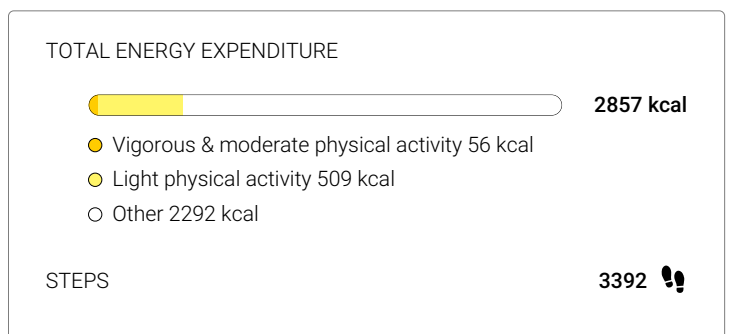 TOTAL ENERGY EXPENDITURE
2857 kcal
Vigorous & moderate physical activity 56 kcal
Light physical activity 509 kcal
Other 2292 kcal
STEPS 3392